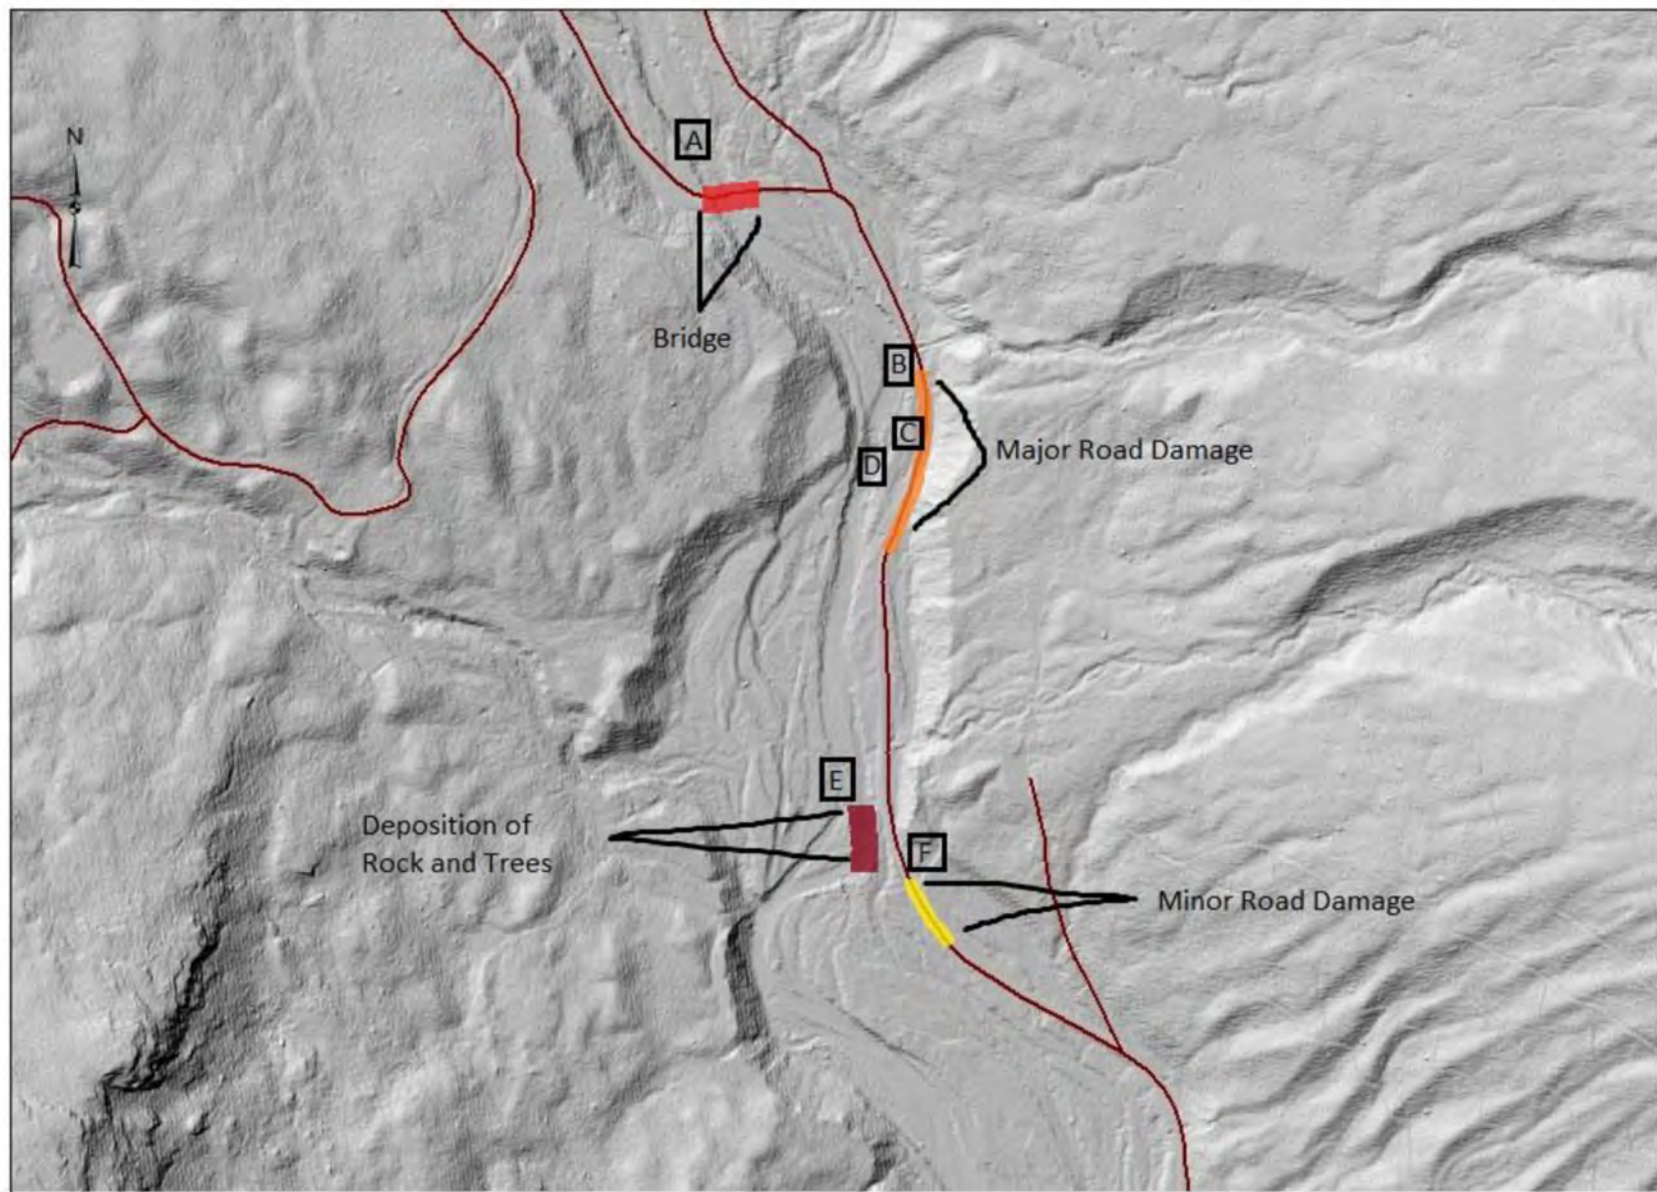 N
A
Bridge
B
C
Major Road Damage
D
E
Deposition of
Rock and Trees
F
Minor Road Damage